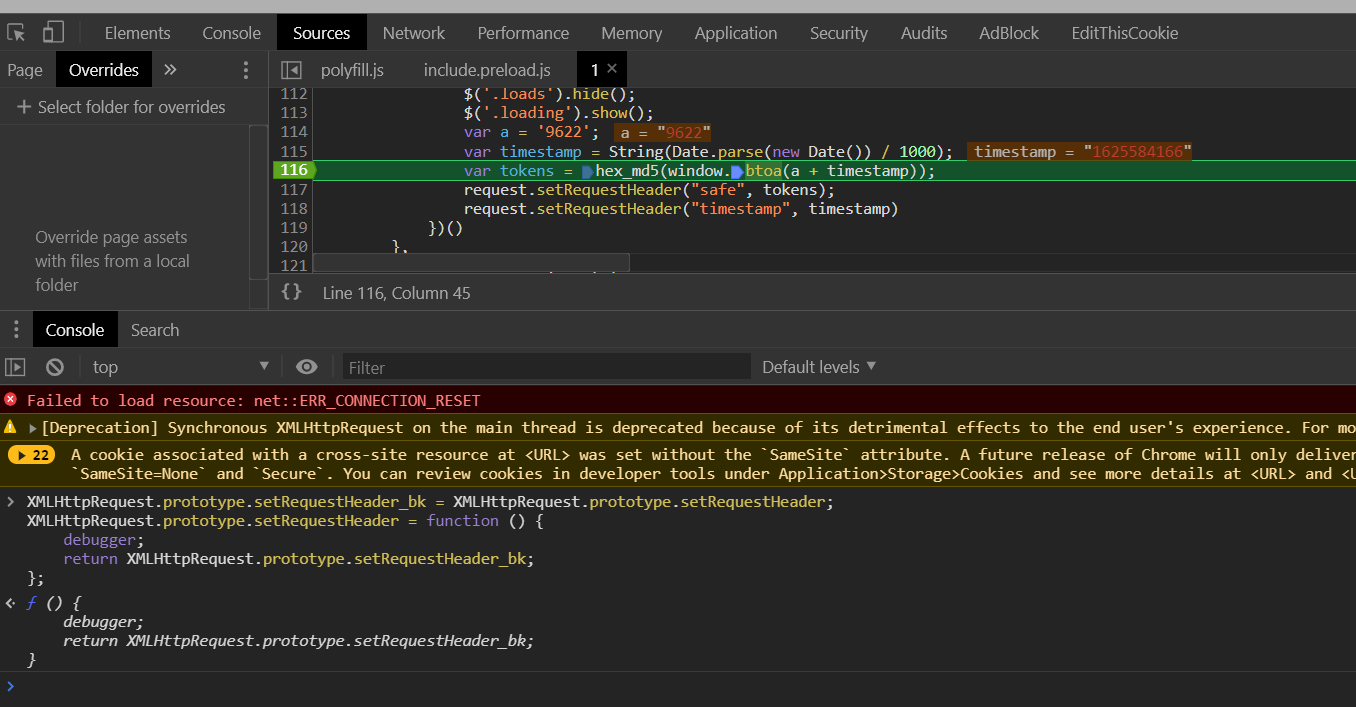 Elements Console Sources Network Performance Memory Application Security Audits AdBlock EditThisCookie
Page Overrides » polyfill.js include.preload.js 1 ×
+ Select folder for overrides
Override page assets
with files from a local
folder
112 $('.loads').hide();
113 $('.loading').show();
114 var a = '9622'; a = "9622"
115 var timestamp = String(Date.parse(new Date()) / 1000); timestamp = "1625584166"
116 var tokens = hex_md5(window.btoa(a + timestamp));
117 request.setRequestHeader("safe", tokens);
118 request.setRequestHeader("timestamp", timestamp)
119 })()
120 },
121
{} Line 116, Column 45
Console Search
top Filter Default levels
Failed to load resource: net::ERR_CONNECTION_RESET
[Deprecation] Synchronous XMLHttpRequest on the main thread is deprecated because of its detrimental effects to the end user's experience. For mo
22 A cookie associated with a cross-site resource at <URL> was set without the `SameSite` attribute. A future release of Chrome will only deliver
`SameSite=None` and `Secure`. You can review cookies in developer tools under Application>Storage>Cookies and see more details at <URL> and <U
> XMLHttpRequest.prototype.setRequestHeader_bk = XMLHttpRequest.prototype.setRequestHeader;
XMLHttpRequest.prototype.setRequestHeader = function () {
debugger;
return XMLHttpRequest.prototype.setRequestHeader_bk;
};
ƒ () {
debugger;
return XMLHttpRequest.prototype.setRequestHeader_bk;
}
>